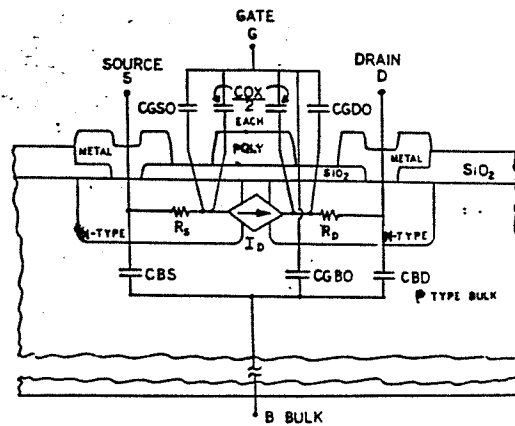 GATE
G
SOURCE
S
DRAIN
D
CGSO
COX
2
EACH
CGDO
METAL
POLY
METAL
SiO2
SiO2
N-TYPE
RS
ID
RD
N-TYPE
CBS
CGBO
CBD
P TYPE BULK
B BULK